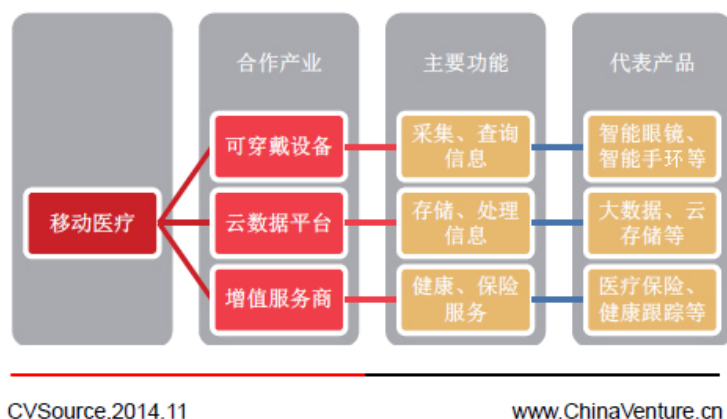 合作产业
主要功能
代表产品
移动医疗
可穿戴设备
采集、查询
信息
智能眼镜、
智能手环等
云数据平台
存储、处理
信息
大数据、云
存储等
增值服务商
健康、保险
服务
医疗保险、
健康跟踪等
CVSource.2014.11
www.ChinaVenture.cn